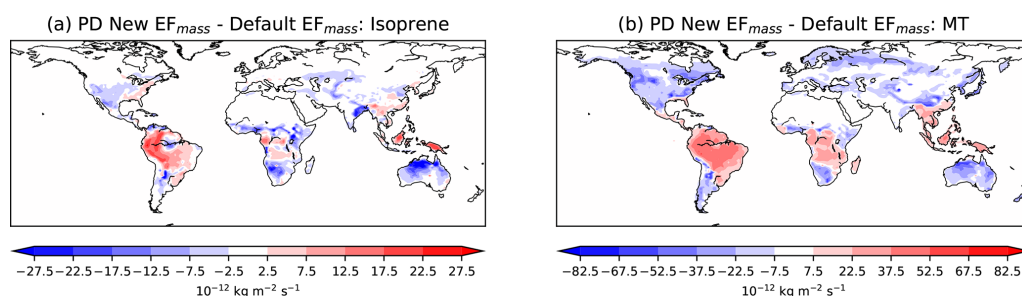 (a) PD New EFmass - Default EFmass: Isoprene
(b) PD New EFmass - Default EFmass: MT
−27.5 −22.5 −17.5 −12.5 −7.5 −2.5 2.5 7.5 12.5 17.5 22.5 27.5
10−12 kg m−2 s−1
−82.5 −67.5 −52.5 −37.5 −22.5 −7.5 7.5 22.5 37.5 52.5 67.5 82.5
10−12 kg m−2 s−1